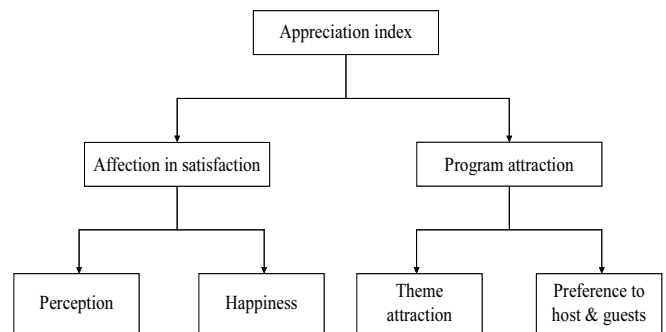 Appreciation index
Affection in satisfaction
Program attraction
Perception
Happiness
Theme
attraction
Preference to
host & guests